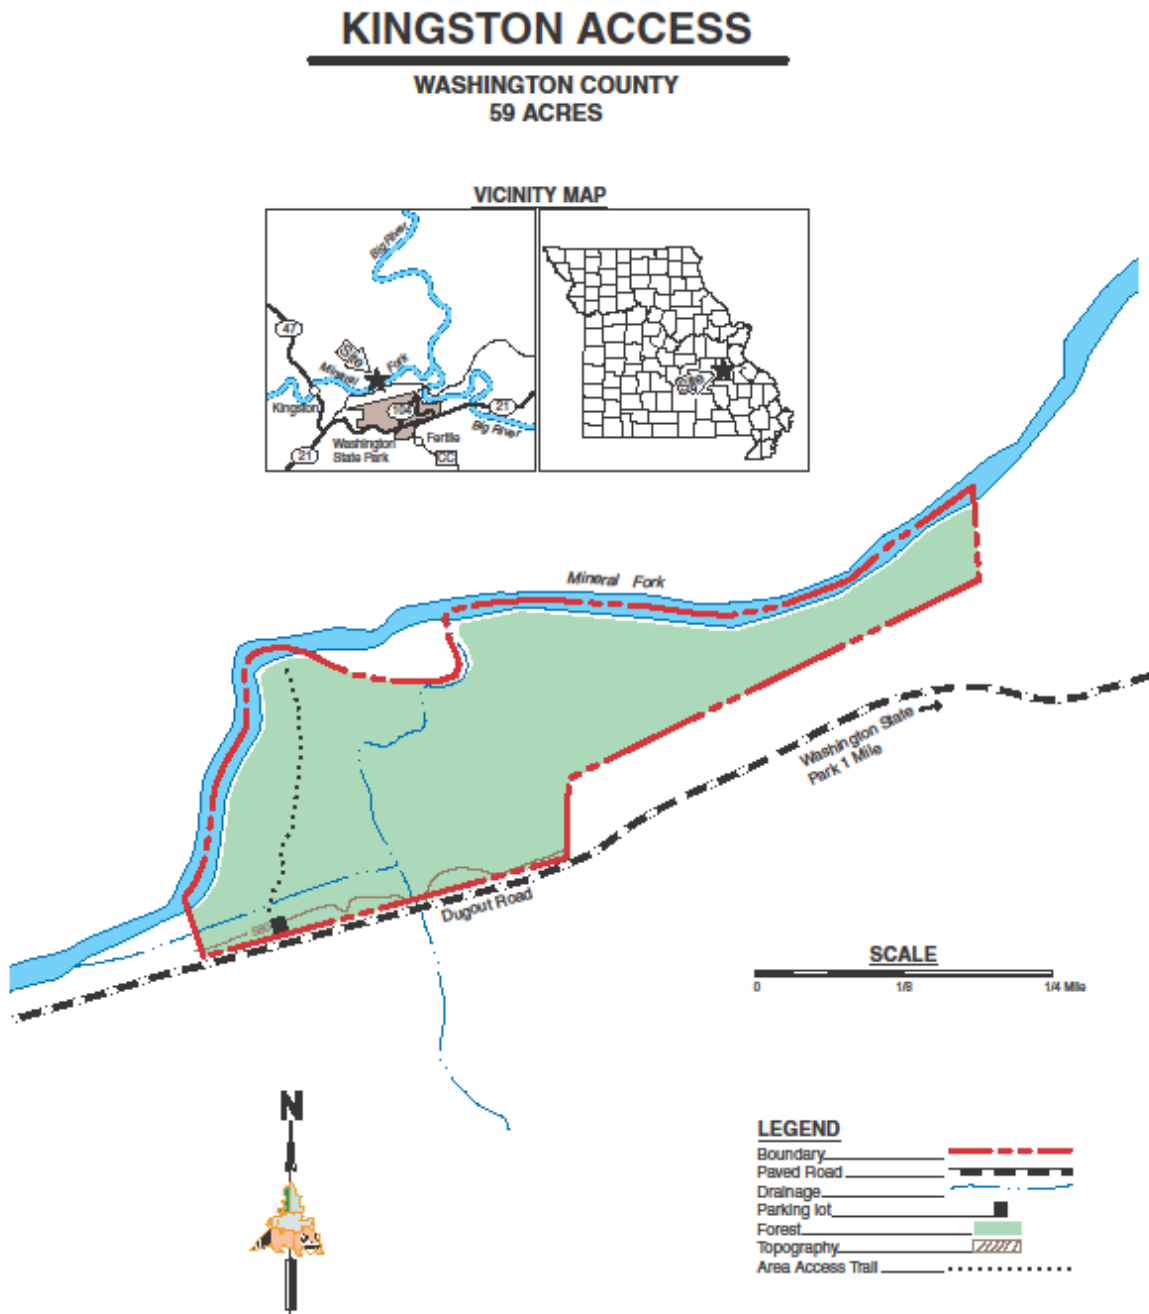 KINGSTON ACCESS
WASHINGTON COUNTY
59 ACRES
VICINITY MAP
Big River
47
Site
Mineral Fork
Kingston
104
21
Big River
Washington
State Park
Fertile
21
CC
Site
Mineral Fork
Washington State
Park 1 Mile
Dugout Road
SCALE
0 1/8 1/4 Mile
N
LEGEND
Boundary
Paved Road
Drainage
Parking lot
Forest
Topography
Area Access Trail